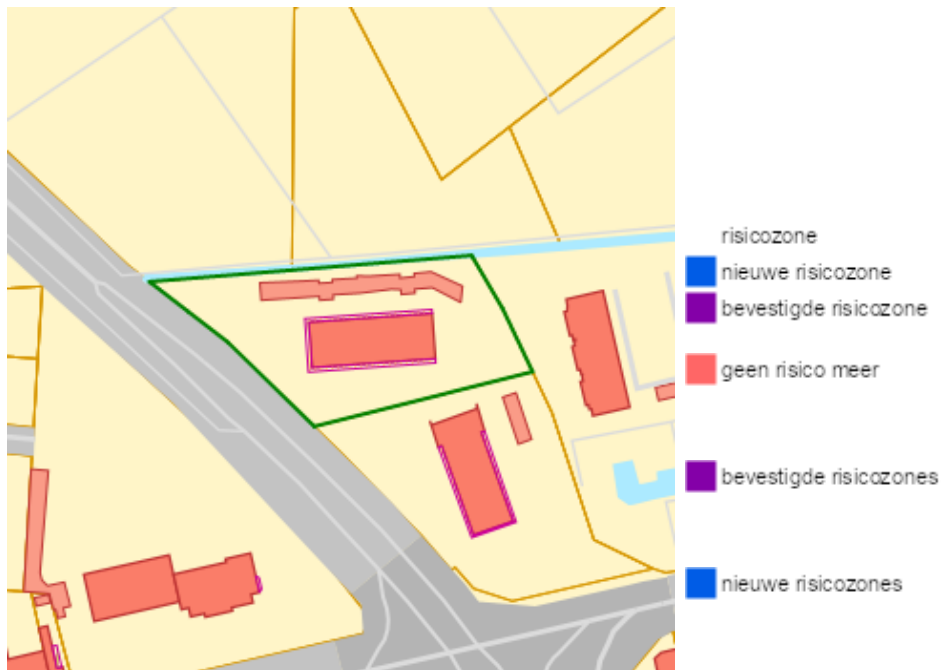 risicozone
nieuwe risicozone
bevestigde risicozone
geen risico meer
bevestigde risicozones
nieuwe risicozones